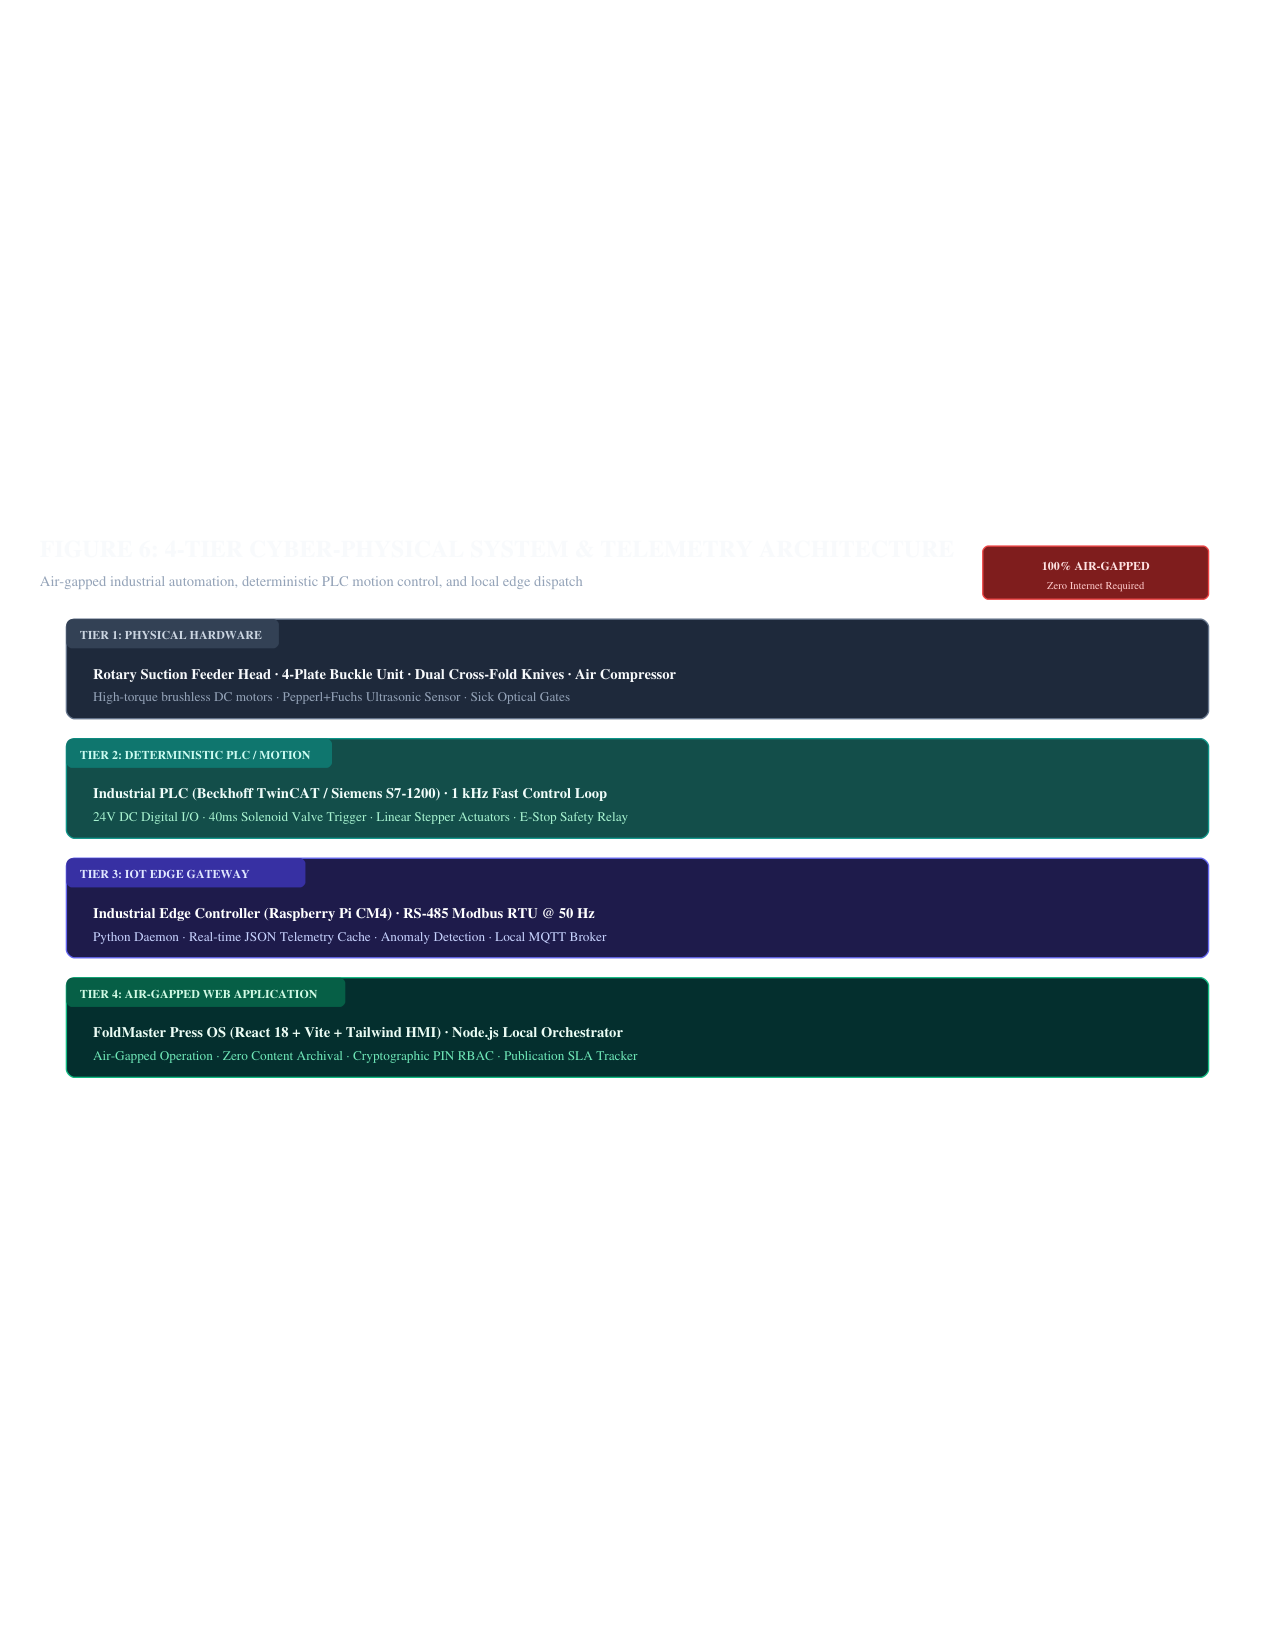 FIGURE 6: 4-TIER CYBER-PHYSICAL SYSTEM & TELEMETRY ARCHITECTURE
Air-gapped industrial automation, deterministic PLC motion control, and local edge dispatch
100% AIR-GAPPED
Zero Internet Required
TIER 1: PHYSICAL HARDWARE
Rotary Suction Feeder Head · 4-Plate Buckle Unit · Dual Cross-Fold Knives · Air Compressor
High-torque brushless DC motors · Pepperl+Fuchs Ultrasonic Sensor · Sick Optical Gates
TIER 2: DETERMINISTIC PLC / MOTION
Industrial PLC (Beckhoff TwinCAT / Siemens S7-1200) · 1 kHz Fast Control Loop
24V DC Digital I/O · 40ms Solenoid Valve Trigger · Linear Stepper Actuators · E-Stop Safety Relay
TIER 3: IOT EDGE GATEWAY
Industrial Edge Controller (Raspberry Pi CM4) · RS-485 Modbus RTU @ 50 Hz
Python Daemon · Real-time JSON Telemetry Cache · Anomaly Detection · Local MQTT Broker
TIER 4: AIR-GAPPED WEB APPLICATION
FoldMaster Press OS (React 18 + Vite + Tailwind HMI) · Node.js Local Orchestrator
Air-Gapped Operation · Zero Content Archival · Cryptographic PIN RBAC · Publication SLA Tracker